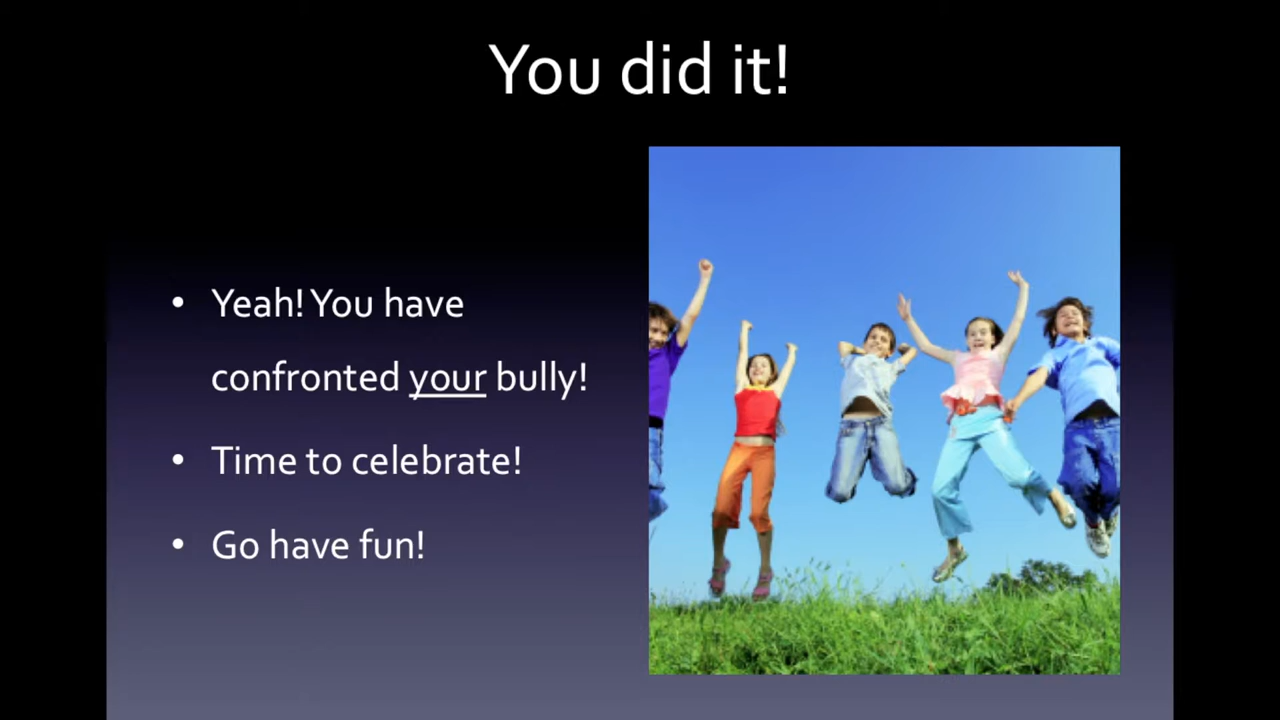 You did it!
• Yeah! You have
confronted your bully!
• Time to celebrate!
• Go have fun!